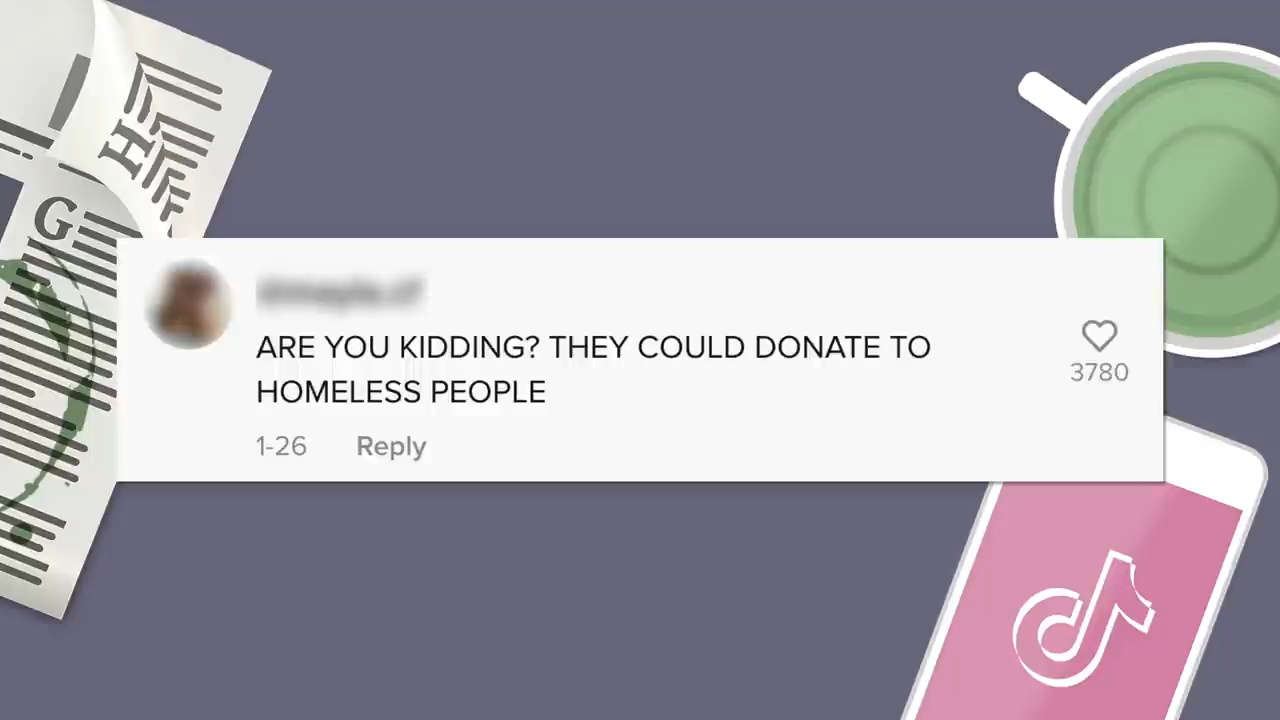 H
G
ARE YOU KIDDING? THEY COULD DONATE TO
HOMELESS PEOPLE
3780
1-26 Reply